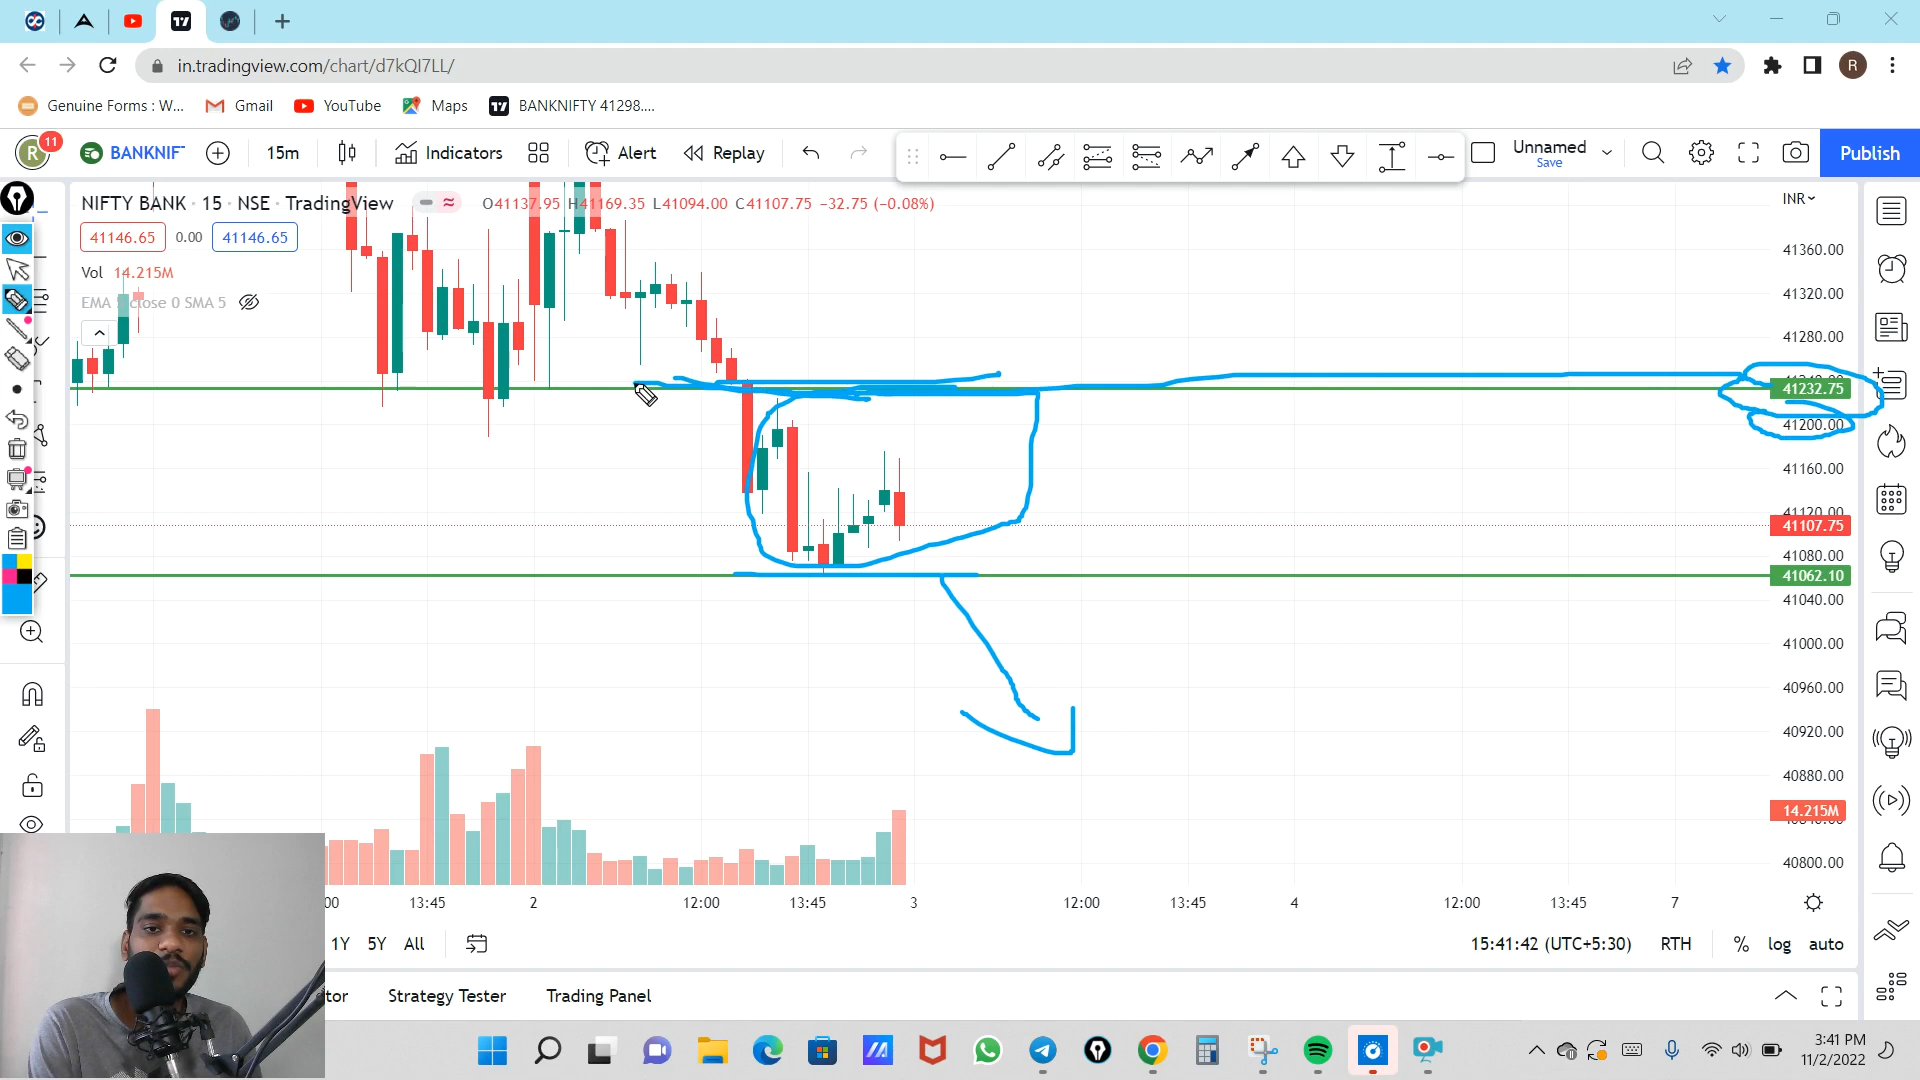 in.tradingview.com/chart/d7kQI7LL/
R
Genuine Forms : W...
Gmail
YouTube
Maps
BANKNIFTY 41298....
R 11
BANKNIF
15m
Indicators
Alert
Replay
Unnamed
Save
Publish
NIFTY BANK · 15 · NSE · TradingView
O41137.95 H41169.35 L41094.00 C41107.75 −32.75 (−0.08%)
INR
41146.65
0.00
41146.65
Vol 14.215M
close 0 SMA 5
41360.00
41320.00
41280.00
41232.75
41200.00
41160.00
41120.00
41107.75
41080.00
41062.10
41040.00
41000.00
40960.00
40920.00
40880.00
14.215M
40800.00
13:45
2
12:00
13:45
3
12:00
13:45
4
12:00
13:45
7
1Y
5Y
All
15:41:42 (UTC+5:30)
RTH
%
log
auto
tor
Strategy Tester
Trading Panel
3:41 PM
11/2/2022